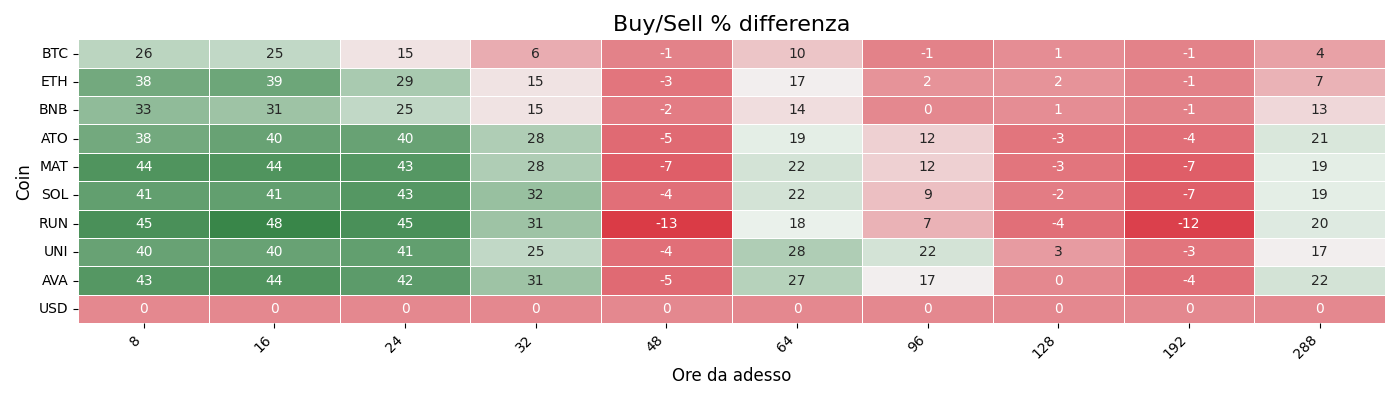 Buy/Sell % differenza
Coin
BTC 26 25 15 6 -1 10 -1 1 -1 4
ETH 38 39 29 15 -3 17 2 2 -1 7
BNB 33 31 25 15 -2 14 0 1 -1 13
ATO 38 40 40 28 -5 19 12 -3 -4 21
MAT 44 44 43 28 -7 22 12 -3 -7 19
SOL 41 41 43 32 -4 22 9 -2 -7 19
RUN 45 48 45 31 -13 18 7 -4 -12 20
UNI 40 40 41 25 -4 28 22 3 -3 17
AVA 43 44 42 31 -5 27 17 0 -4 22
USD 0 0 0 0 0 0 0 0 0 0
8 16 24 32 48 64 96 128 192 288
Ore da adesso